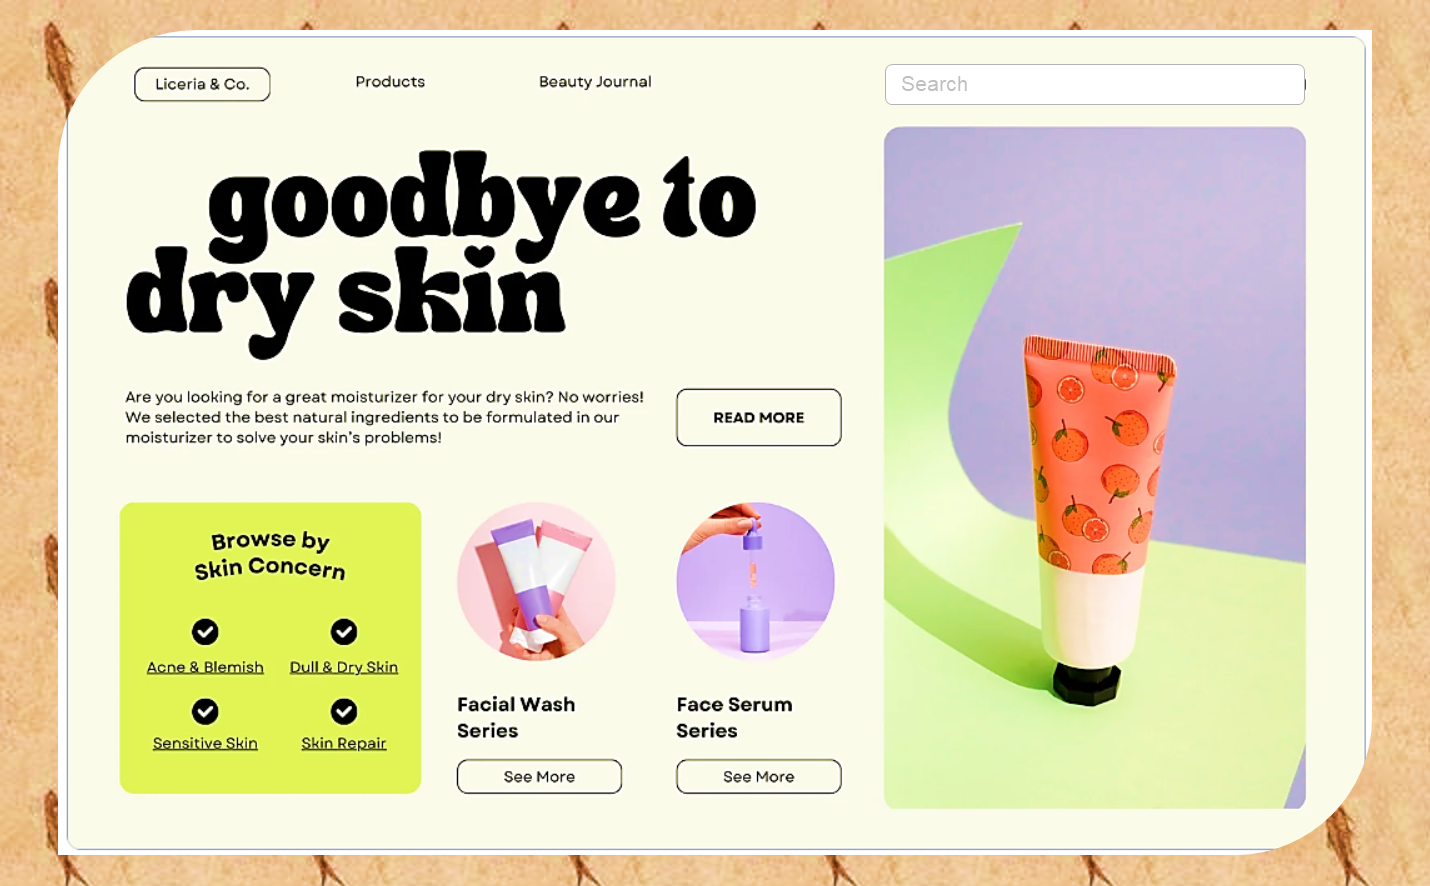 Liceria & Co.
Products
Beauty Journal
Search
goodbye to
dry skin
Are you looking for a great moisturizer for your dry skin? No worries!
We selected the best natural ingredients to be formulated in our
moisturizer to solve your skin's problems!
READ MORE
Browse by
Skin Concern
Acne & Blemish
Dull & Dry Skin
Sensitive Skin
Skin Repair
Facial Wash
Series
See More
Face Serum
Series
See More